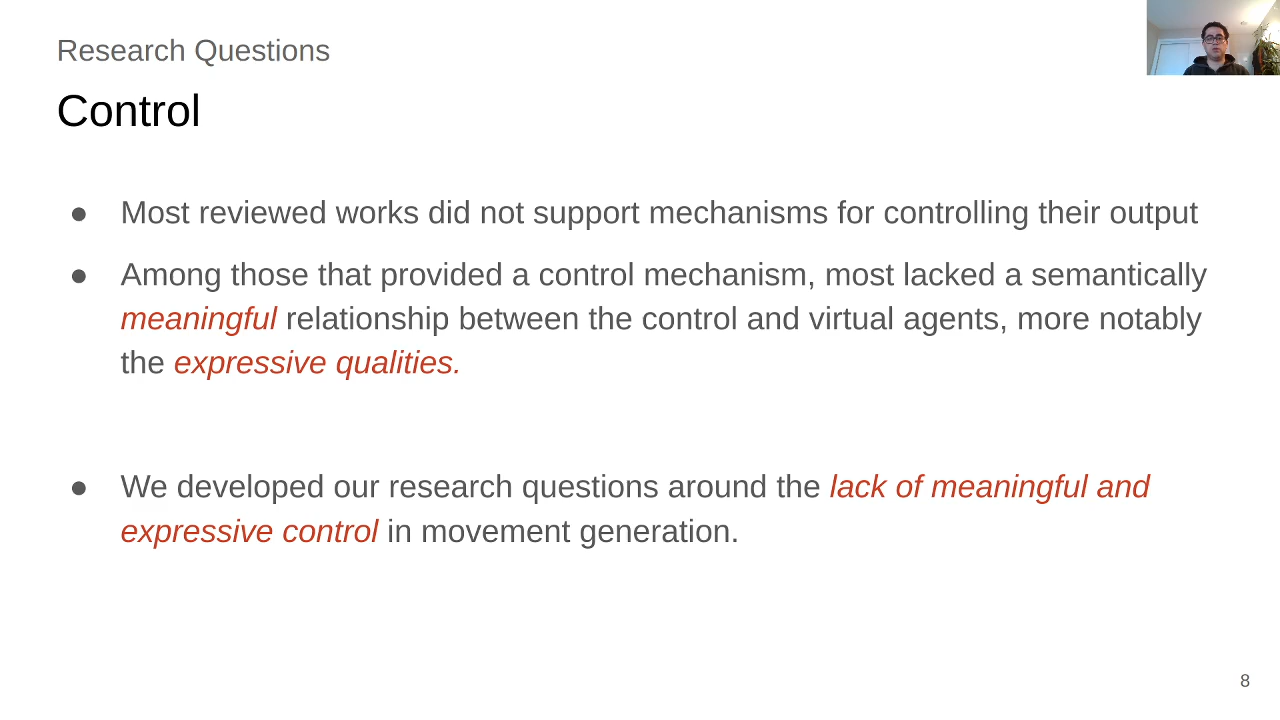 Research Questions
Control
● Most reviewed works did not support mechanisms for controlling their output
● Among those that provided a control mechanism, most lacked a semantically
meaningful relationship between the control and virtual agents, more notably
the expressive qualities.
● We developed our research questions around the lack of meaningful and
expressive control in movement generation.
8